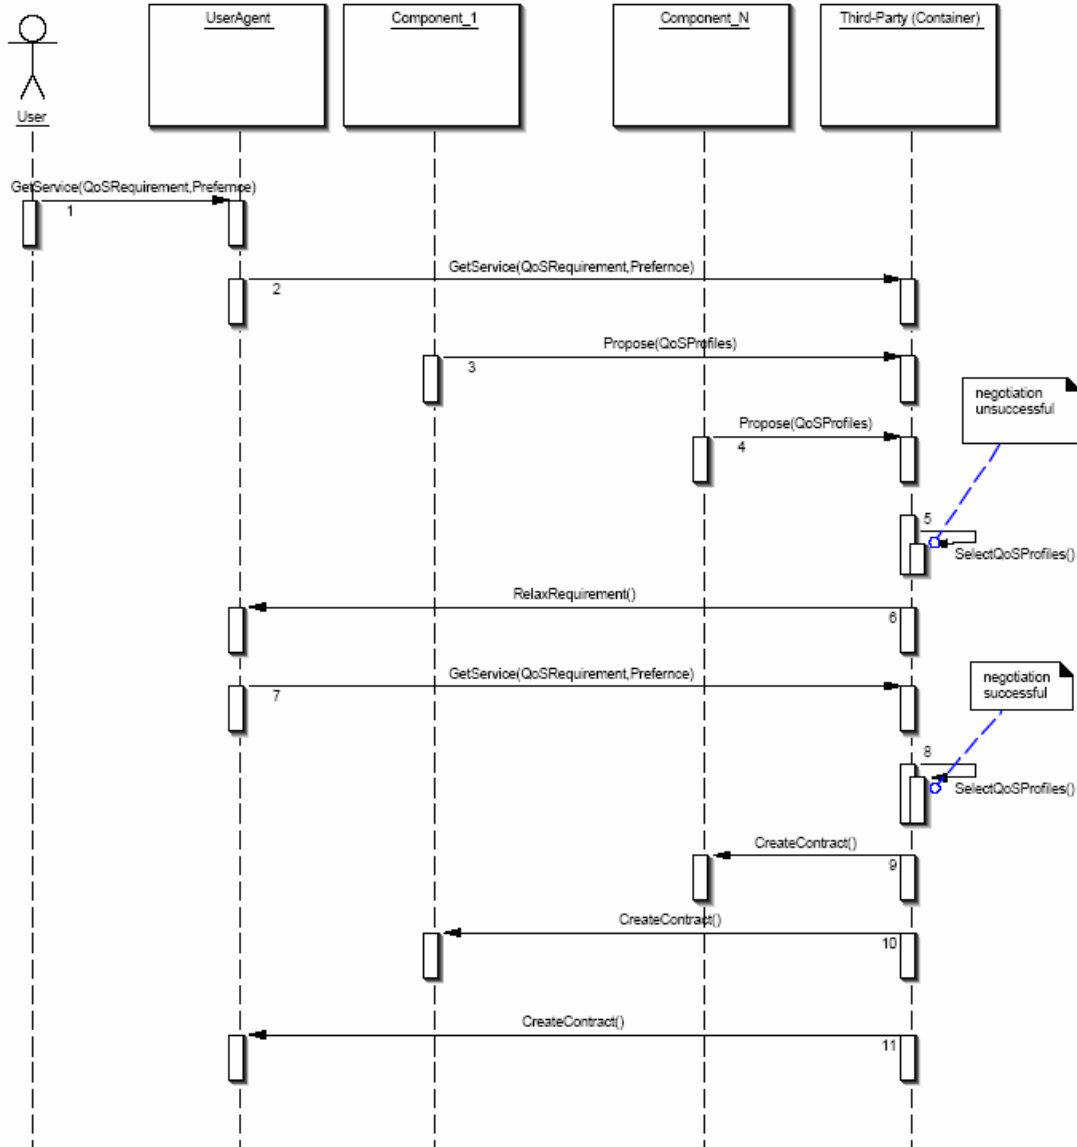 UserAgent
Component_1
Component_N
Third-Party (Container)
User
GetService(QoSRequirement,Prefernce)
1
GetService(QoSRequirement,Prefernce)
2
Propose(QoSProfiles)
3
negotiation
unsuccessful
Propose(QoSProfiles)
4
5
SelectQoSProfiles()
RelaxRequirement()
6
GetService(QoSRequirement,Prefernce)
7
negotiation
successful
8
SelectQoSProfiles()
CreateContract()
9
CreateContract()
10
CreateContract()
11